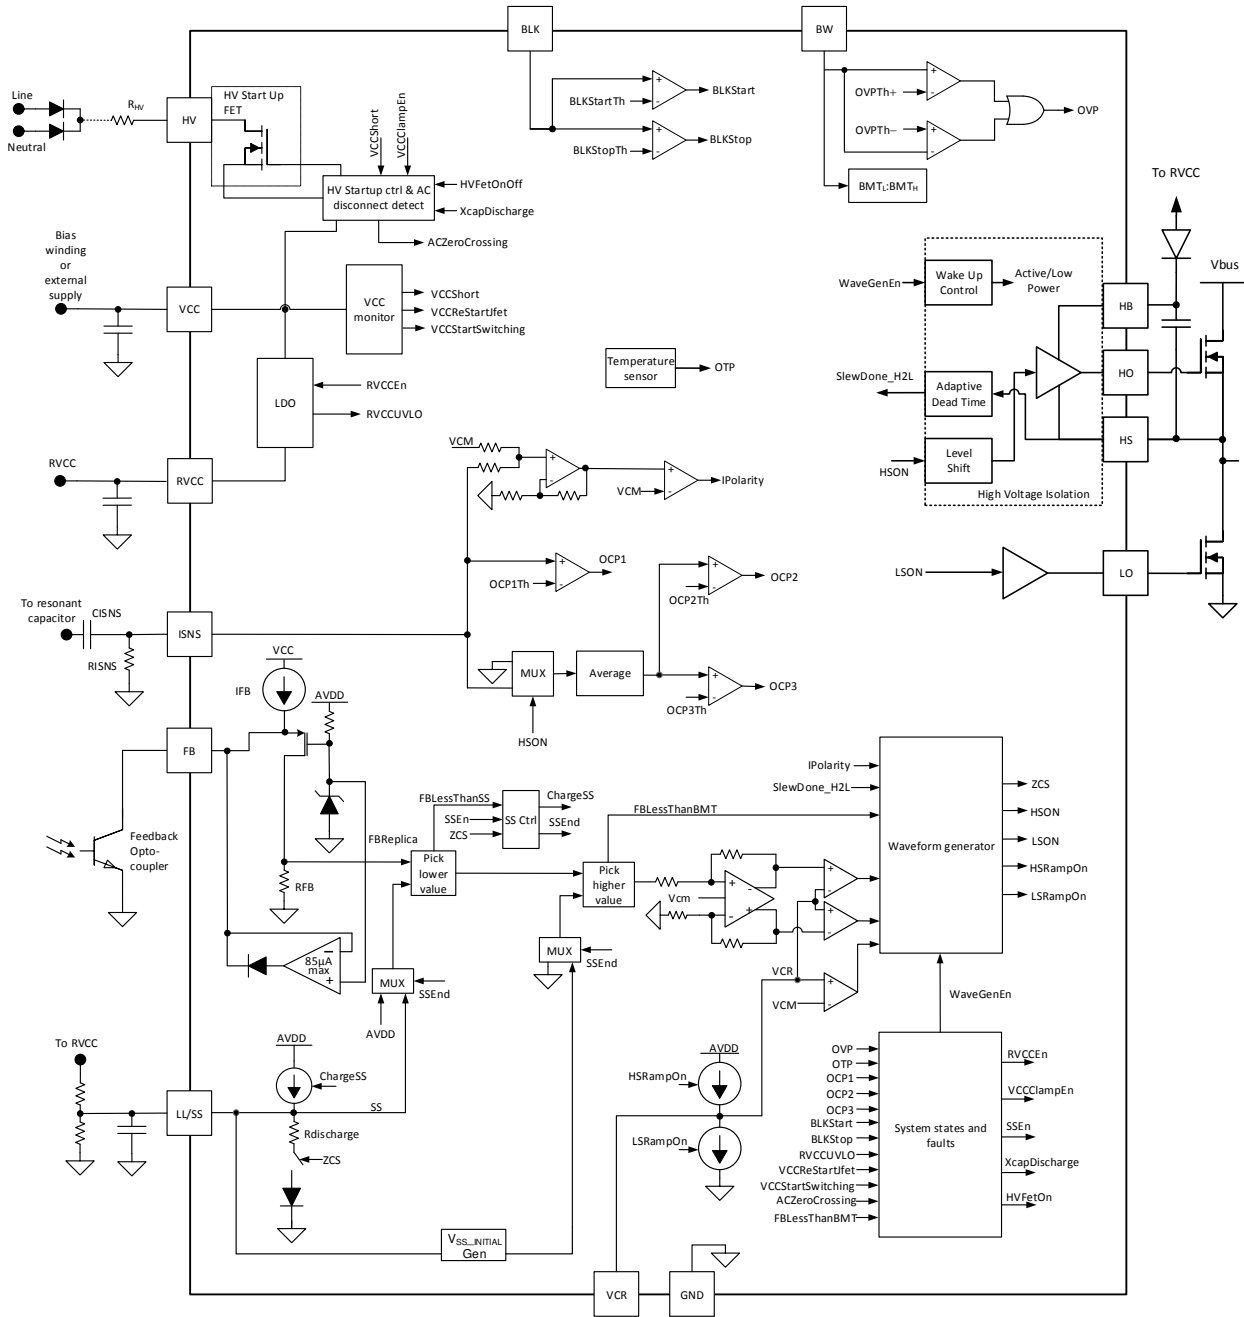 BLK
BW
Line
Neutral
RHV
HV
HV Start Up
FET
VCCShort
VCCClampEn
HV Startup ctrl & AC
disconnect detect
HVFetOnOff
XcapDischarge
ACZeroCrossing
BLKStartTh
+
-
BLKStart
BLKStopTh
+
-
BLKStop
OVPTh+
+
-
OVPTh−
+
-
OVP
BMTL:BMTH
To RVCC
Vbus
Bias
winding or
external
supply
VCC
VCC
monitor
VCCShort
VCCReStartJfet
VCCStartSwitching
WaveGenEn
Wake Up
Control
Active/Low
Power
HB
Temperature
sensor
OTP
SlewDone_H2L
Adaptive
Dead Time
HO
LDO
RVCCEn
RVCCUVLO
HS
HSON
Level
Shift
High Voltage Isolation
RVCC
RVCC
VCM
+
-
VCM
+
-
IPolarity
OCP1Th
+
-
OCP1
OCP2Th
+
-
OCP2
LSON
LO
To resonant
capacitor
CISNS
RISNS
ISNS
MUX
HSON
Average
OCP3Th
+
-
OCP3
VCC
IFB
AVDD
FB
Feedback
Opto-
coupler
FBReplica
RFB
85µA
max
−
+
FBLessThanSS
SSEn
ZCS
SS Ctrl
ChargeSS
SSEnd
Pick
lower
value
FBLessThanBMT
Pick
higher
value
MUX
SSEnd
AVDD
MUX
SSEnd
Vcm
+
-
-
+
+
-
+
-
VCR
VCM
+
-
IPolarity
SlewDone_H2L
Waveform generator
ZCS
HSON
LSON
HSRampOn
LSRampOn
WaveGenEn
To RVCC
LL/SS
AVDD
ChargeSS
SS
Rdischarge
ZCS
VSS_INITIAL
Gen
AVDD
HSRampOn
LSRampOn
OVP
OTP
OCP1
OCP2
OCP3
BLKStart
BLKStop
RVCCUVLO
VCCReStartJfet
VCCStartSwitching
ACZeroCrossing
FBLessThanBMT
System states and
faults
RVCCEn
VCCClampEn
SSEn
XcapDischarge
HVFetOn
VCR
GND